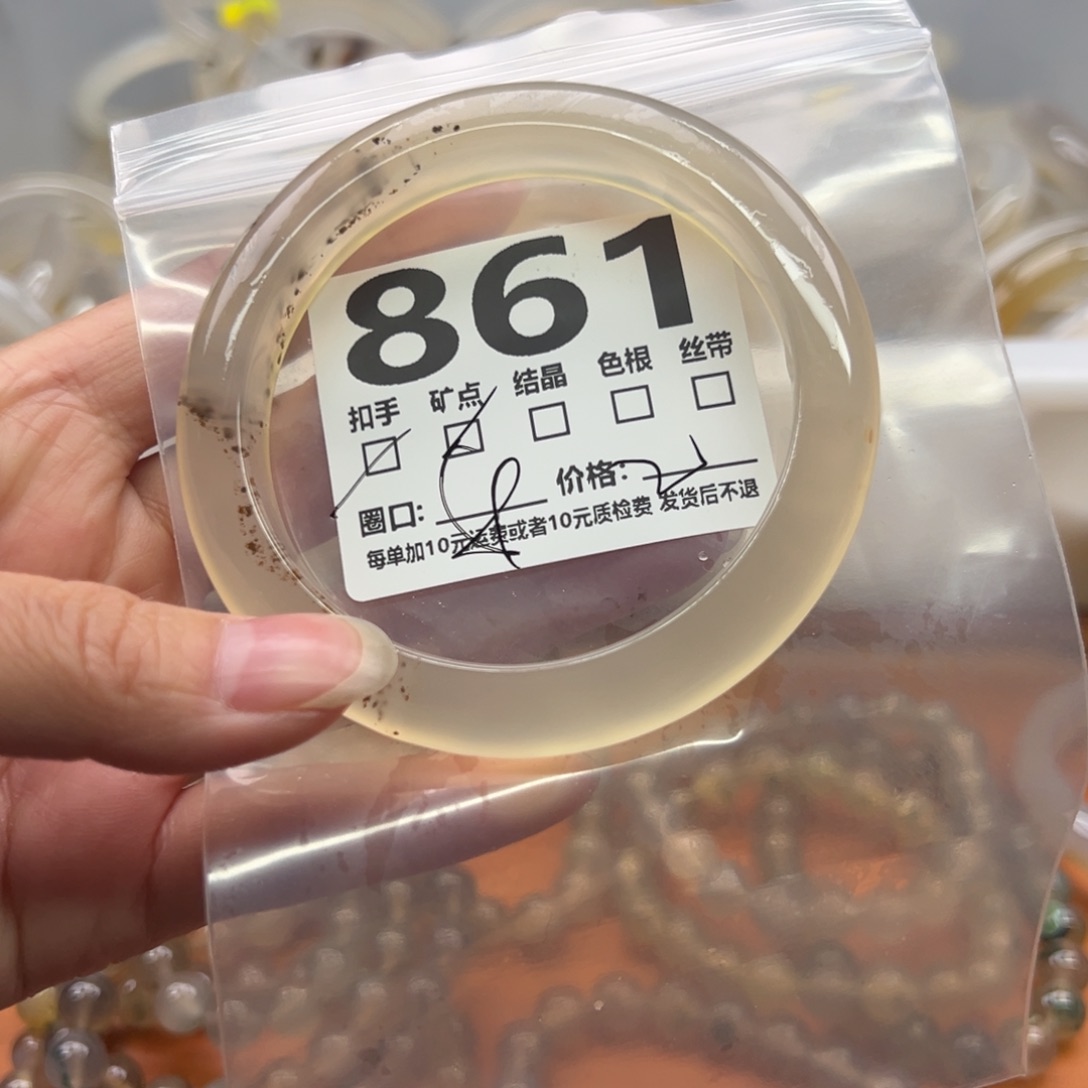 861
扣手 矿点 结晶 色根 丝带
圈口: 价格:
每单加10元运费或者10元质检费 发货后不退